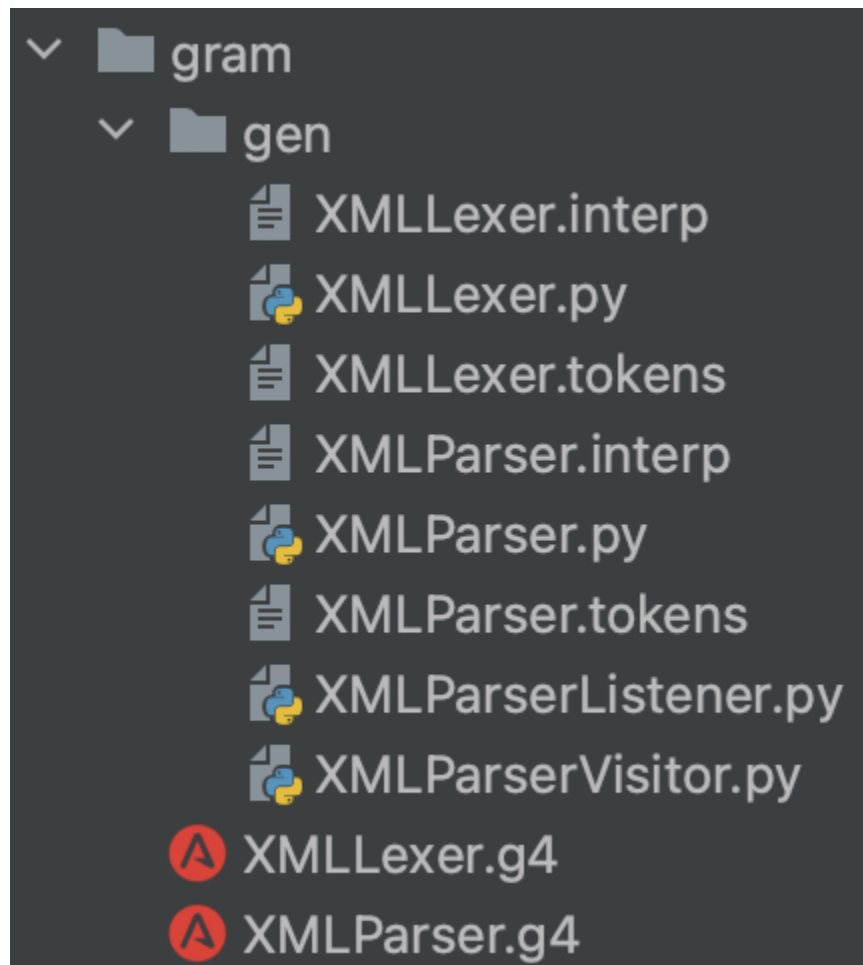 gram
gen
XMLLexer.interp
XMLLexer.py
XMLLexer.tokens
XMLParser.interp
XMLParser.py
XMLParser.tokens
XMLParserListener.py
XMLParserVisitor.py
XMLLexer.g4
XMLParser.g4